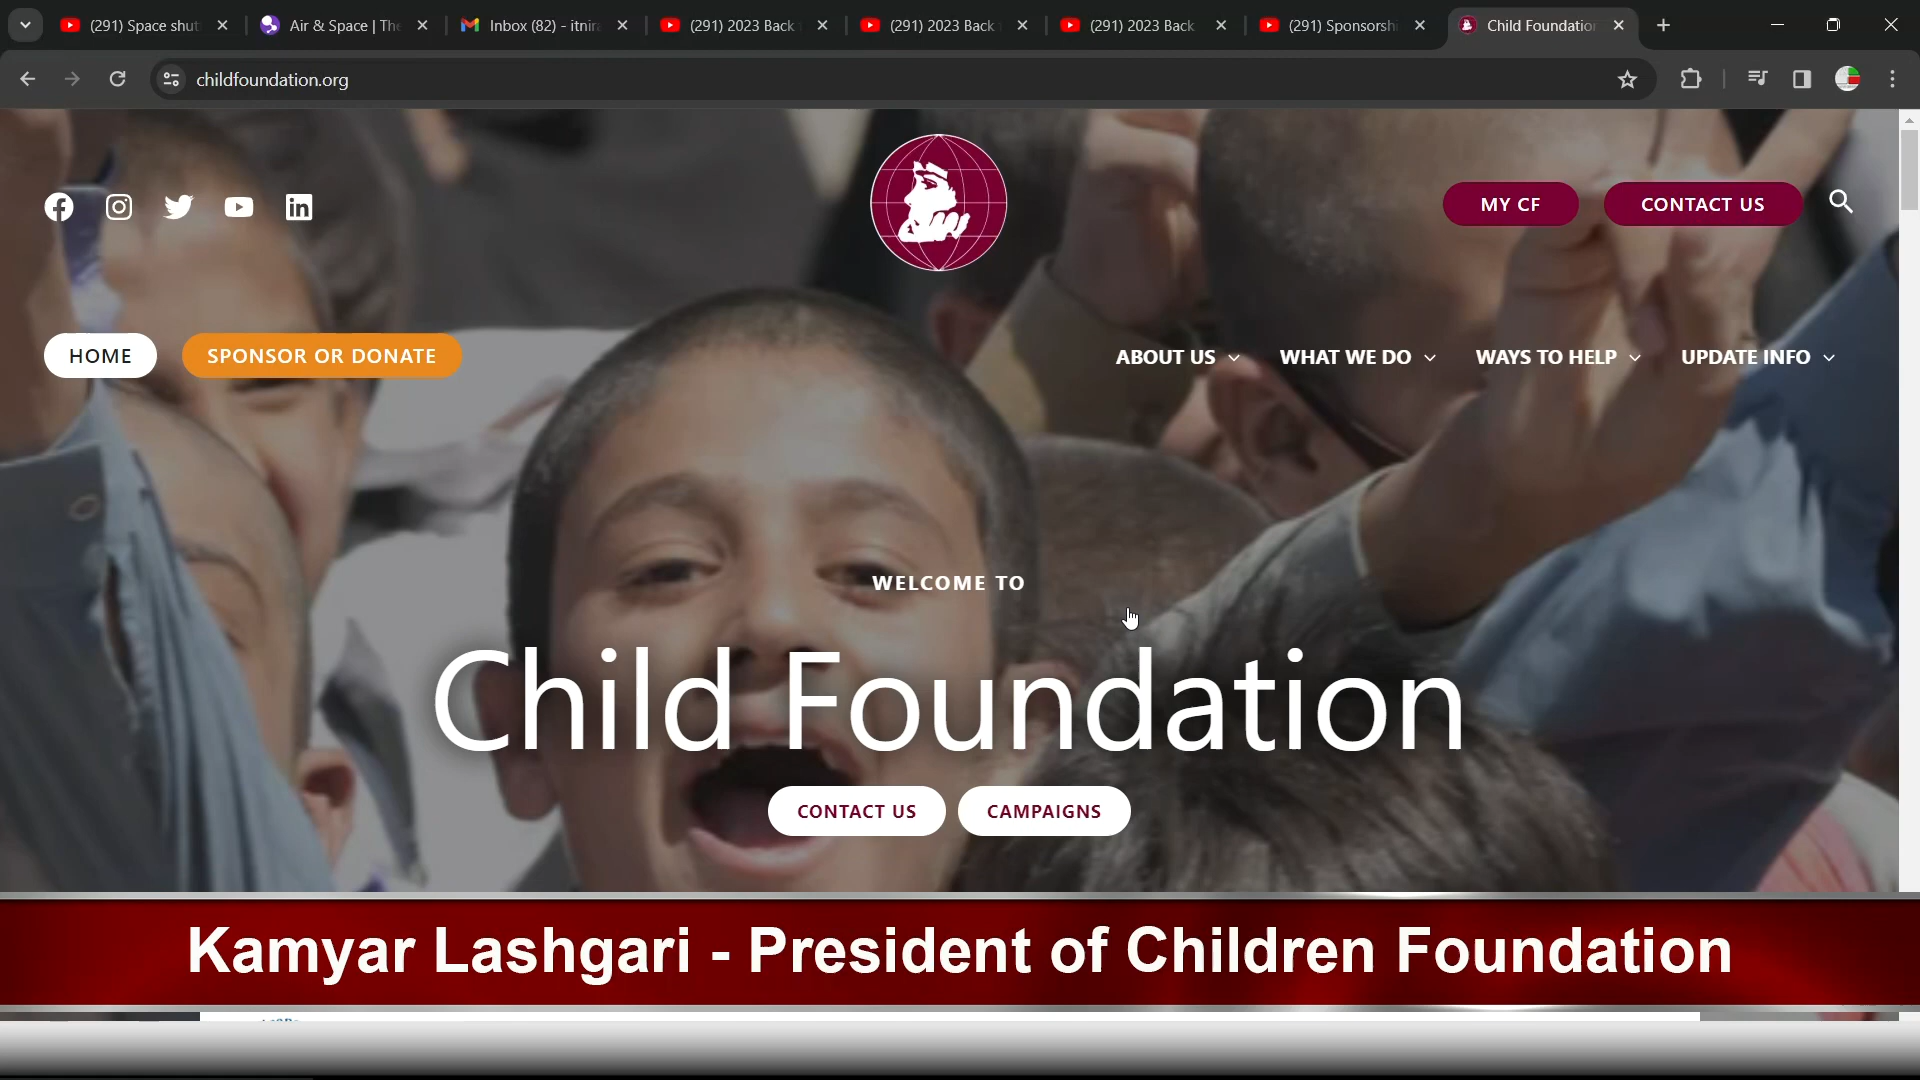 (291) Space shut
Air & Space | The
Inbox (82) - itnira
(291) 2023 Back
(291) 2023 Back
(291) 2023 Back
(291) Sponsorshi
Child Foundation
childfoundation.org
MY CF
CONTACT US
HOME
SPONSOR OR DONATE
ABOUT US
WHAT WE DO
WAYS TO HELP
UPDATE INFO
WELCOME TO
Child Foundation
CONTACT US
CAMPAIGNS
Kamyar Lashgari - President of Children Foundation